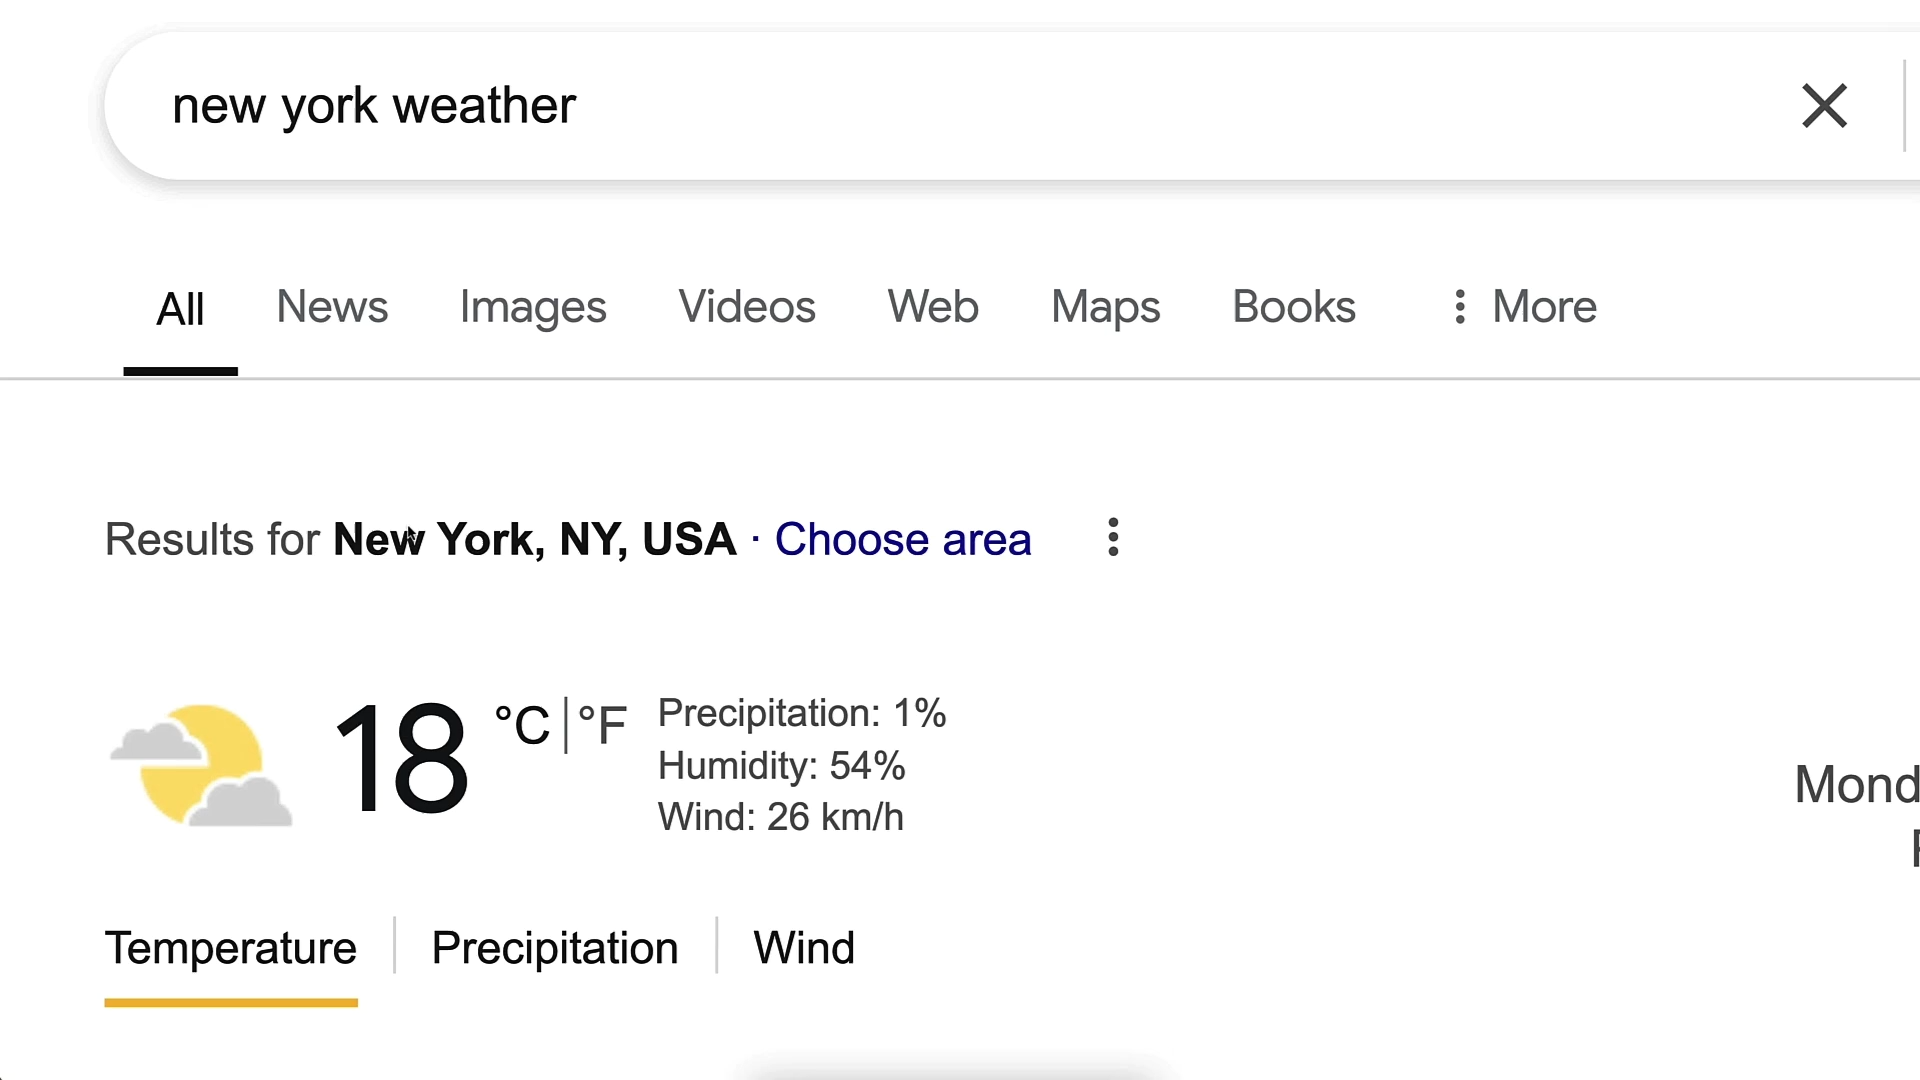 new york weather
All News Images Videos Web Maps Books More
Results for New York, NY, USA · Choose area
18 °C | °F
Precipitation: 1%
Humidity: 54%
Wind: 26 km/h
Temperature Precipitation Wind